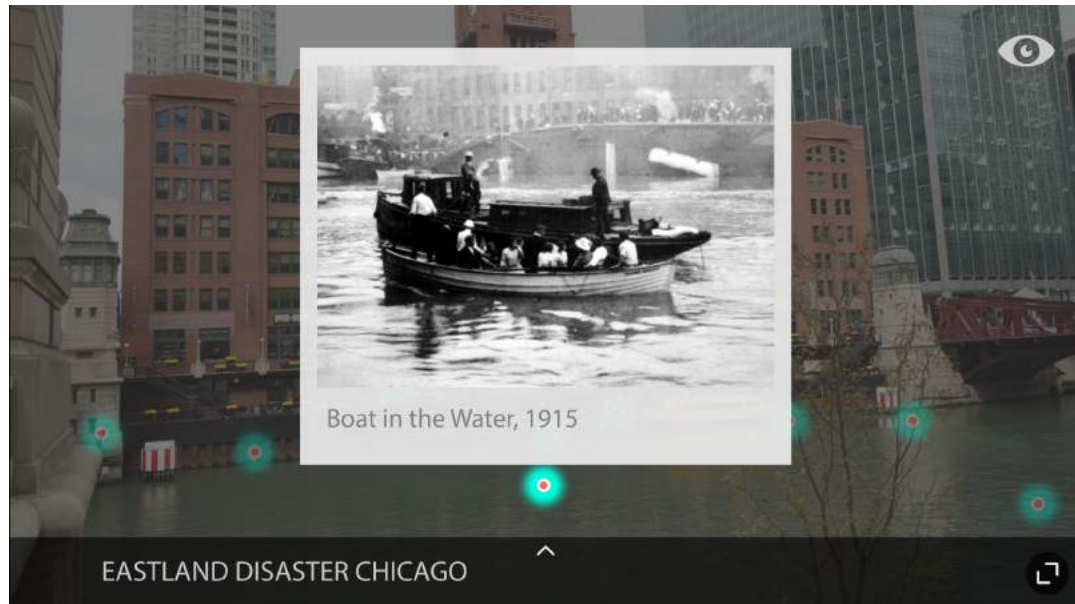 Boat in the Water, 1915
EASTLAND DISASTER CHICAGO